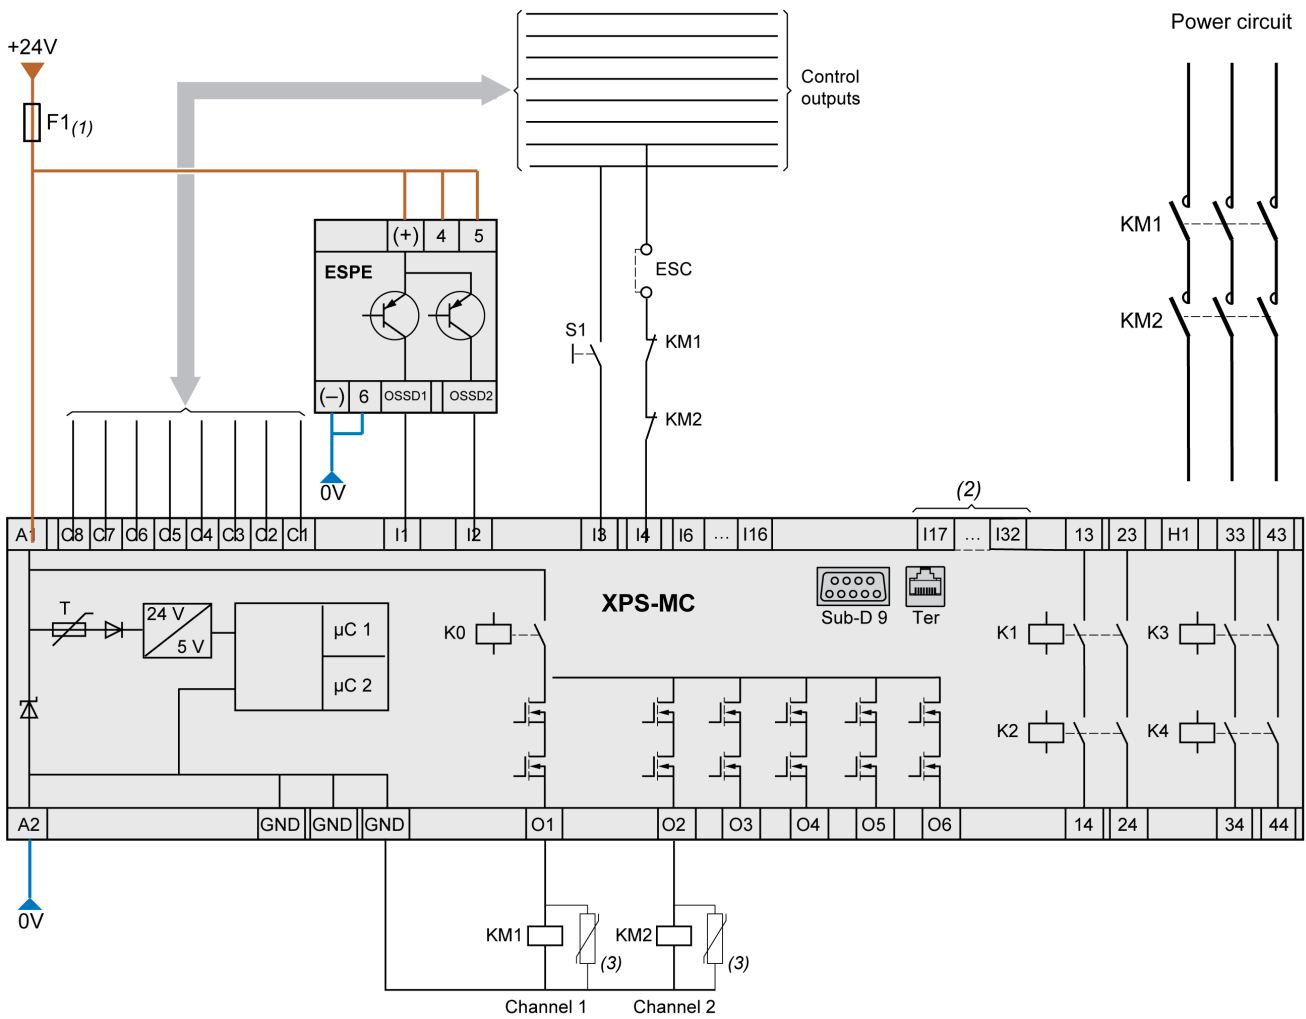 Power circuit
+24V
Control
outputs
F1(1)
KM1
(+) 4 5
ESPE
ESC
KM2
S1
KM1
(–) 6 OSSD1 OSSD2
KM2
0V
(2)
A1 C8 C7 C6 C5 C4 C3 C2 C1 I1 I2 I3 I4 I6 ... I16 I17 ... I32 13 23 H1 33 43
XPS-MC
T
24 V
5 V
µC 1
µC 2
K0
Sub-D 9 Ter
K1 K3
K2 K4
A2 GND GND GND O1 O2 O3 O4 O5 O6 14 24 34 44
0V
KM1 (3) KM2 (3)
Channel 1 Channel 2